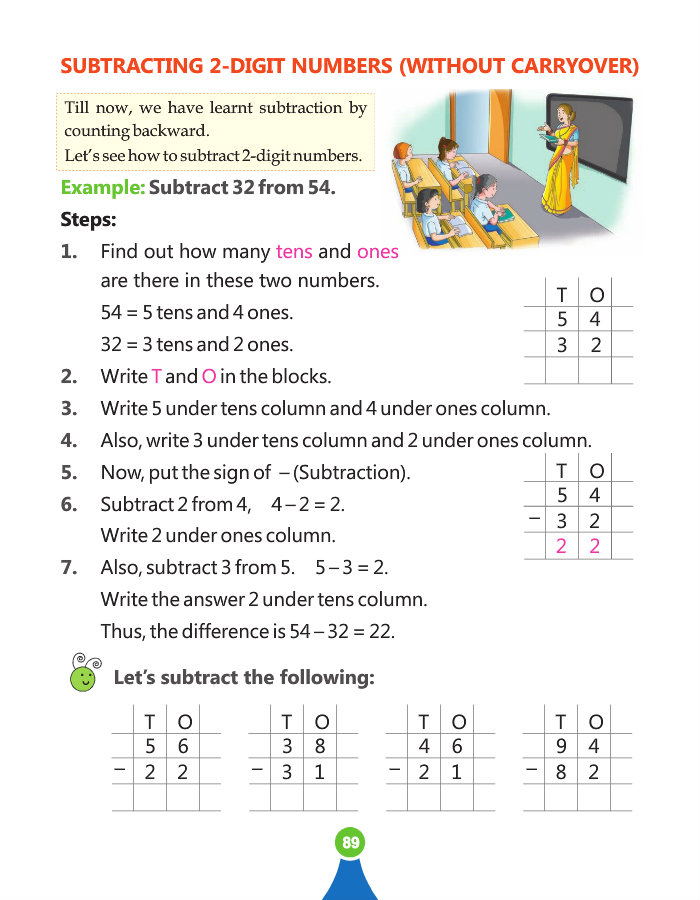 SUBTRACTING 2-DIGIT NUMBERS (WITHOUT CARRYOVER)
Till now, we have learnt subtraction by
counting backward.
Let's see how to subtract 2-digit numbers.
Example: Subtract 32 from 54.
Steps:
1. Find out how many tens and ones
are there in these two numbers.
54 = 5 tens and 4 ones.
32 = 3 tens and 2 ones.
T O
5 4
3 2
2. Write T and O in the blocks.
3. Write 5 under tens column and 4 under ones column.
4. Also, write 3 under tens column and 2 under ones column.
5. Now, put the sign of – (Subtraction).
6. Subtract 2 from 4, 4 – 2 = 2.
Write 2 under ones column.
T O
5 4
– 3 2
2 2
7. Also, subtract 3 from 5. 5 – 3 = 2.
Write the answer 2 under tens column.
Thus, the difference is 54 – 32 = 22.
Let's subtract the following:
T O T O T O T O
5 6 3 8 4 6 9 4
– 2 2 – 3 1 – 2 1 – 8 2
89